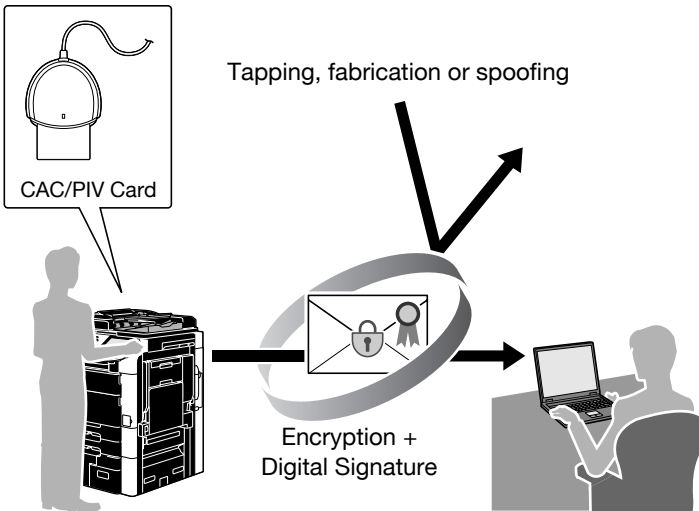 Tapping, fabrication or spoofing
CAC/PIV Card
Encryption +
Digital Signature